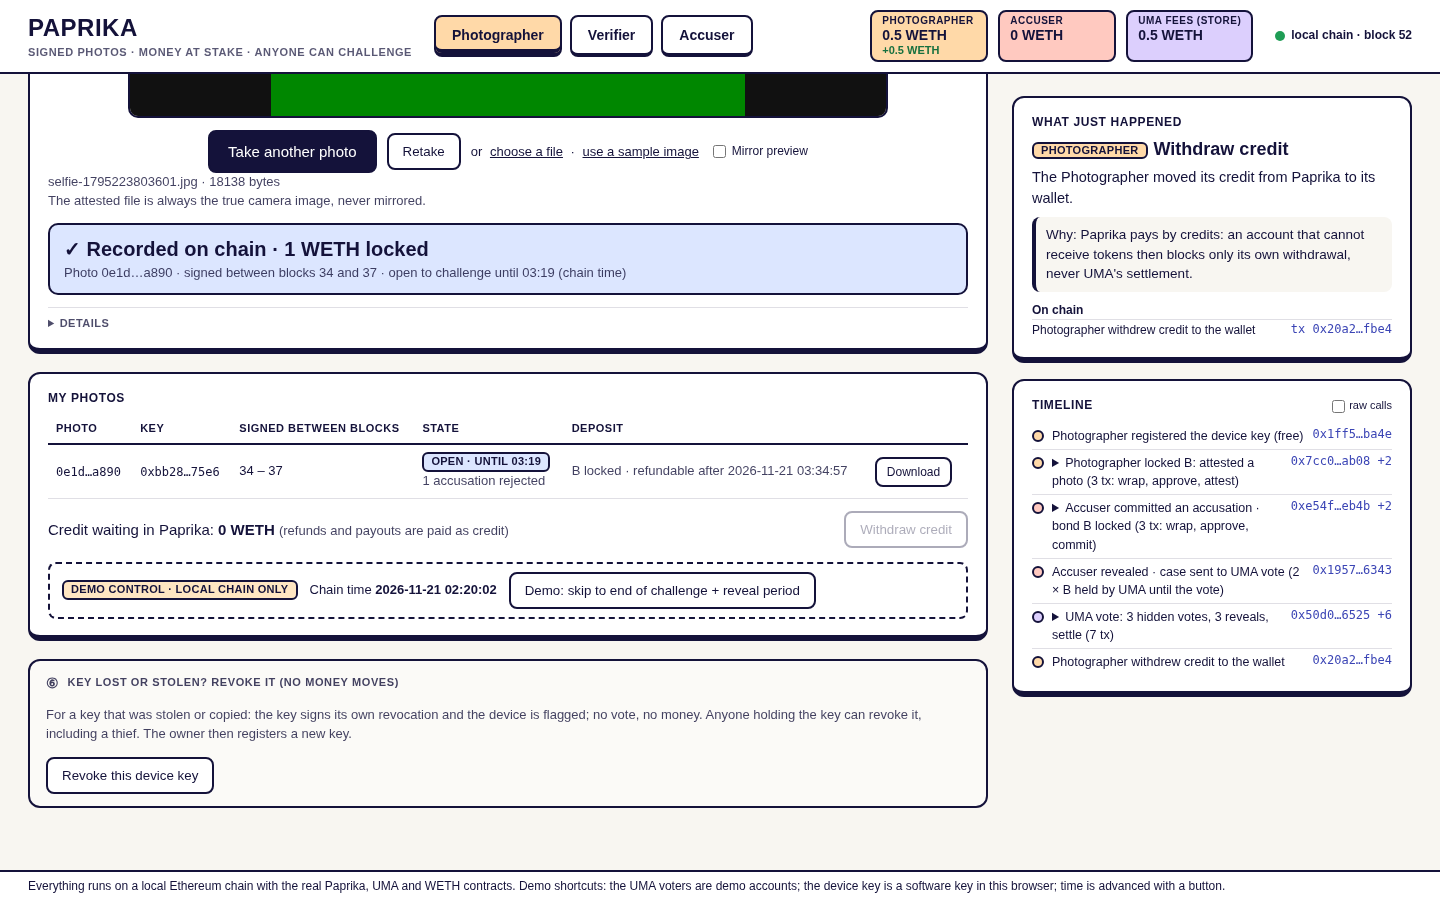 PAPRIKA
SIGNED PHOTOS · MONEY AT STAKE · ANYONE CAN CHALLENGE
Photographer
Verifier
Accuser
PHOTOGRAPHER
0.5 WETH
+0.5 WETH
ACCUSER
0 WETH
UMA FEES (STORE)
0.5 WETH
local chain · block 52
Take another photo
Retake
or choose a file · use a sample image
Mirror preview
selfie-1795223803601.jpg · 18138 bytes
The attested file is always the true camera image, never mirrored.
✓ Recorded on chain · 1 WETH locked
Photo 0e1d…a890 · signed between blocks 34 and 37 · open to challenge until 03:19 (chain time)
DETAILS
MY PHOTOS
PHOTO KEY SIGNED BETWEEN BLOCKS STATE DEPOSIT
0e1d…a890 0xbb28…75e6 34 – 37 OPEN · UNTIL 03:19 B locked · refundable after 2026-11-21 03:34:57 Download
1 accusation rejected
Credit waiting in Paprika: 0 WETH (refunds and payouts are paid as credit)
Withdraw credit
DEMO CONTROL · LOCAL CHAIN ONLY Chain time 2026-11-21 02:20:02 Demo: skip to end of challenge + reveal period
⑥ KEY LOST OR STOLEN? REVOKE IT (NO MONEY MOVES)
For a key that was stolen or copied: the key signs its own revocation and the device is flagged; no vote, no money. Anyone holding the key can revoke it,
including a thief. The owner then registers a new key.
Revoke this device key
WHAT JUST HAPPENED
PHOTOGRAPHER Withdraw credit
The Photographer moved its credit from Paprika to its
wallet.
Why: Paprika pays by credits: an account that cannot
receive tokens then blocks only its own withdrawal,
never UMA's settlement.
On chain
Photographer withdrew credit to the wallet tx 0x20a2…fbe4
TIMELINE
raw calls
Photographer registered the device key (free) 0x1ff5…ba4e
Photographer locked B: attested a 0x7cc0…ab08 +2
photo (3 tx: wrap, approve, attest)
Accuser committed an accusation · 0xe54f…eb4b +2
bond B locked (3 tx: wrap, approve,
commit)
Accuser revealed · case sent to UMA vote (2 0x1957…6343
× B held by UMA until the vote)
UMA vote: 3 hidden votes, 3 reveals, 0x50d0…6525 +6
settle (7 tx)
Photographer withdrew credit to the wallet 0x20a2…fbe4
Everything runs on a local Ethereum chain with the real Paprika, UMA and WETH contracts. Demo shortcuts: the UMA voters are demo accounts; the device key is a software key in this browser; time is advanced with a button.